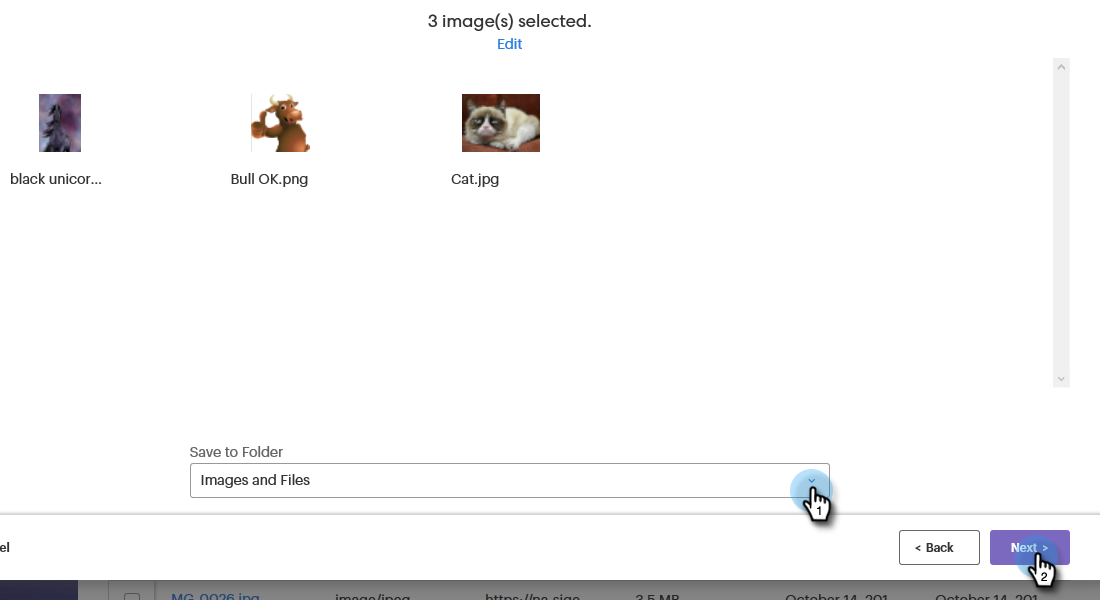 3 image(s) selected.
Edit
black unicor... Bull OK.png Cat.jpg
Save to Folder
Images and Files
1
el < Back Next >
2
MG_0026.jpg image/jpeg https://na-sjqa... 3.5 MB October 14, 201... October 14, 201...